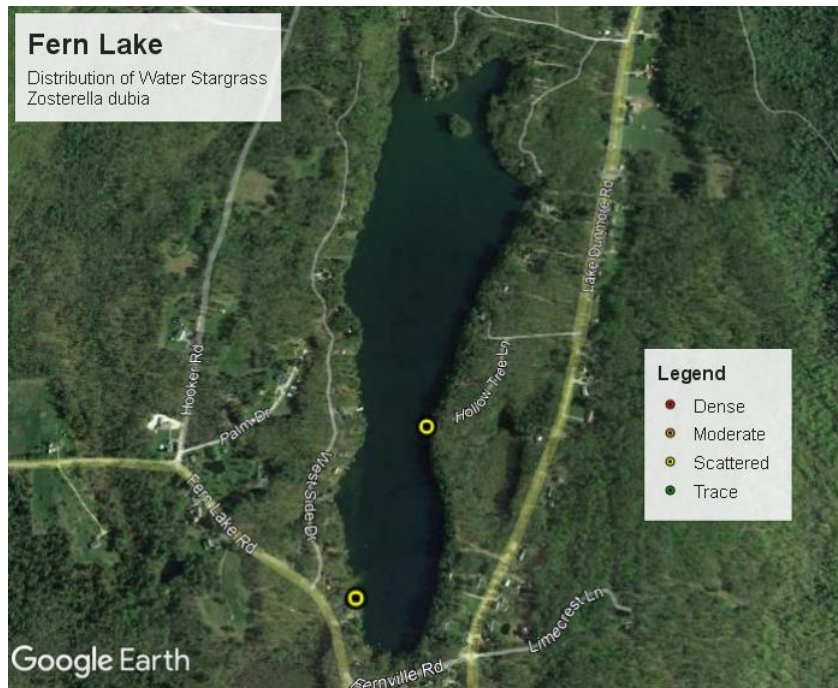 Fern Lake
Distribution of Water Stargrass
Zosterella dubia
Lake Dunmore Rd
Hooker Rd
Hollow Tree Ln
Palm Dr
West Side Dr
Fern Lake Rd
Legend
Dense
Moderate
Scattered
Trace
Limecrest Ln
Fernville Rd
Google Earth